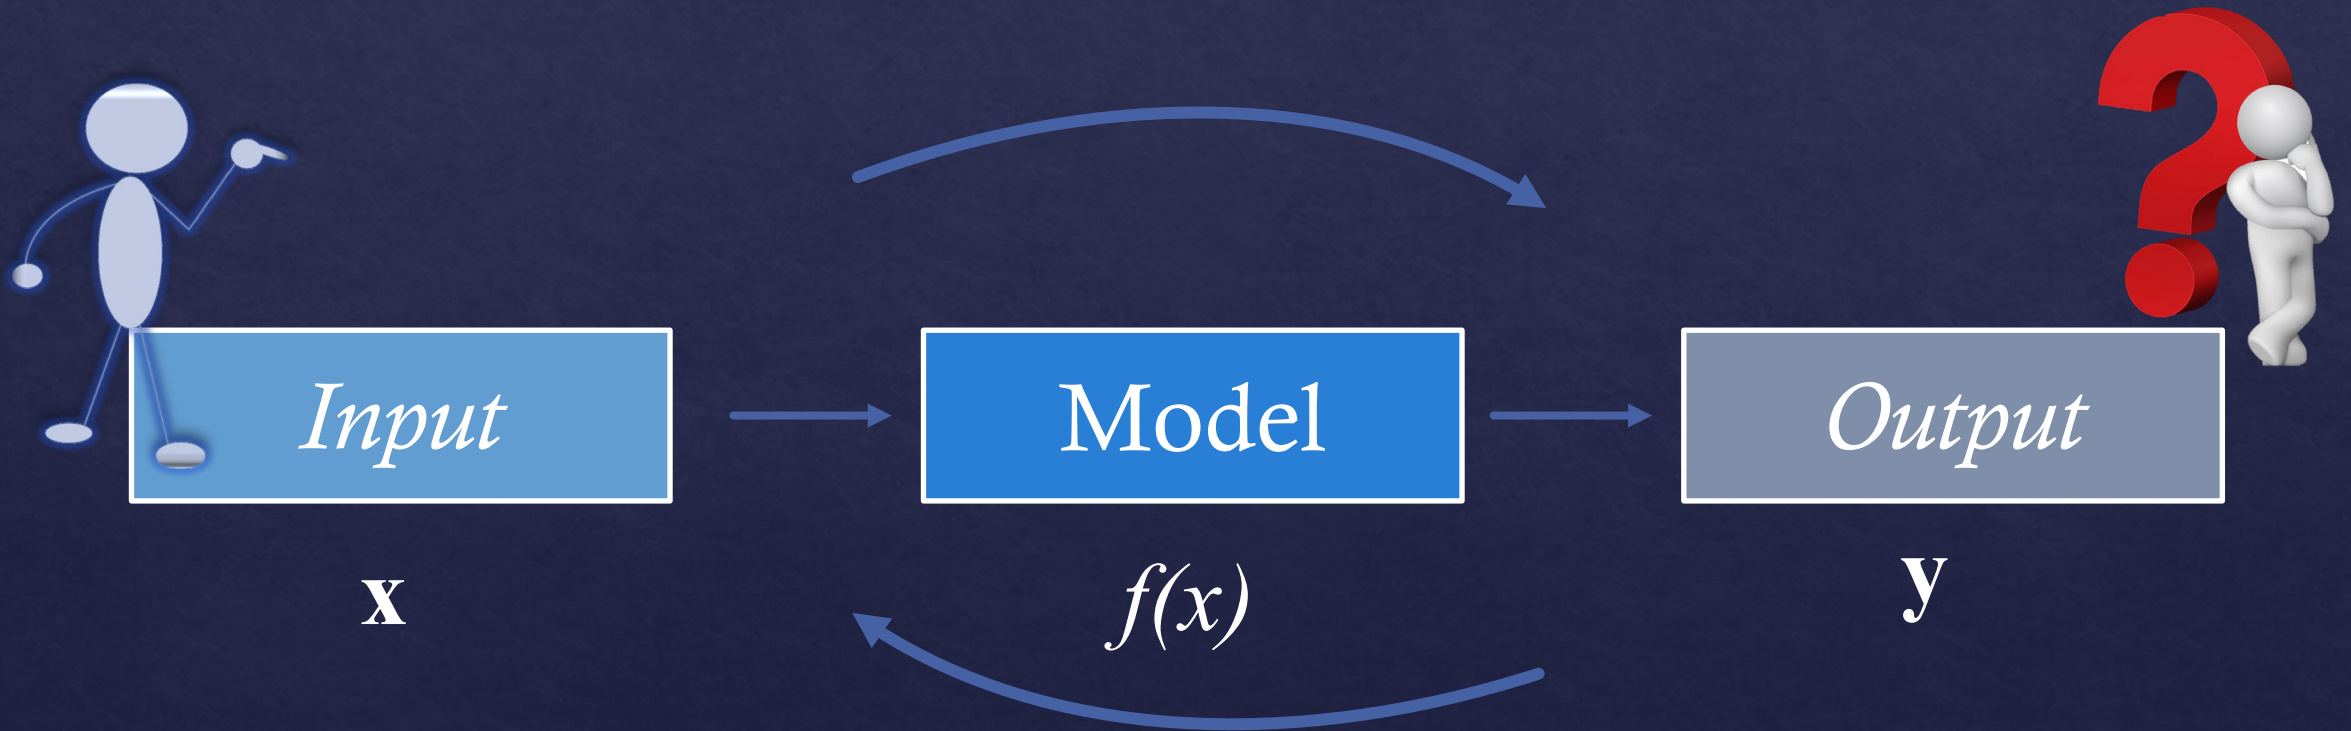 Input
Model
Output
x
f(x)
y